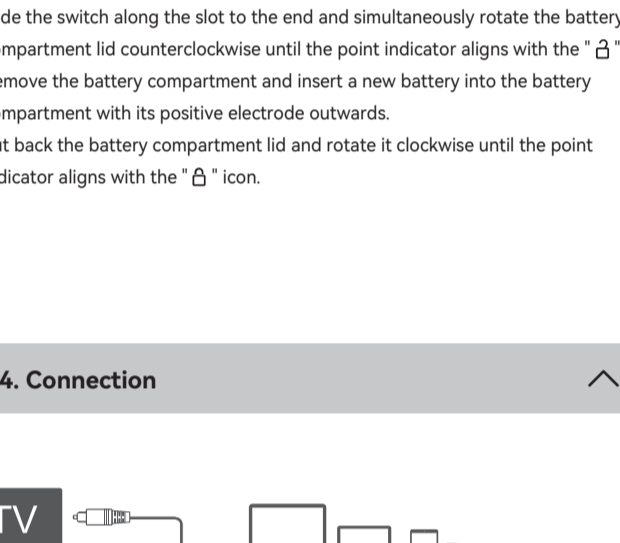 de the switch along the slot to the end and simultaneously rotate the battery
mpartment lid counterclockwise until the point indicator aligns with the " 🔓 "
emove the battery compartment and insert a new battery into the battery
mpartment with its positive electrode outwards.
t back the battery compartment lid and rotate it clockwise until the point
dicator aligns with the " 🔒 " icon.
4. Connection
TV